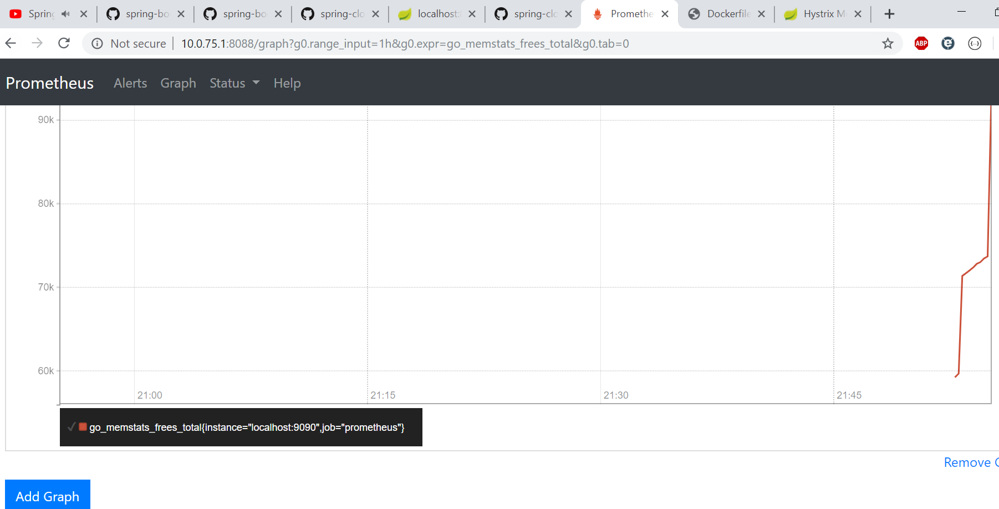 Spring spring-bo spring-bo spring-clo localhost: spring-clo Promethe Dockerfile Hystrix M
Not secure 10.0.75.1:8088/graph?g0.range_input=1h&g0.expr=go_memstats_frees_total&g0.tab=0 ABP
Prometheus Alerts Graph Status Help
90k
80k
70k
60k
21:00 21:15 21:30 21:45
go_memstats_frees_total{instance="localhost:9090",job="prometheus"}
Remove
Add Graph